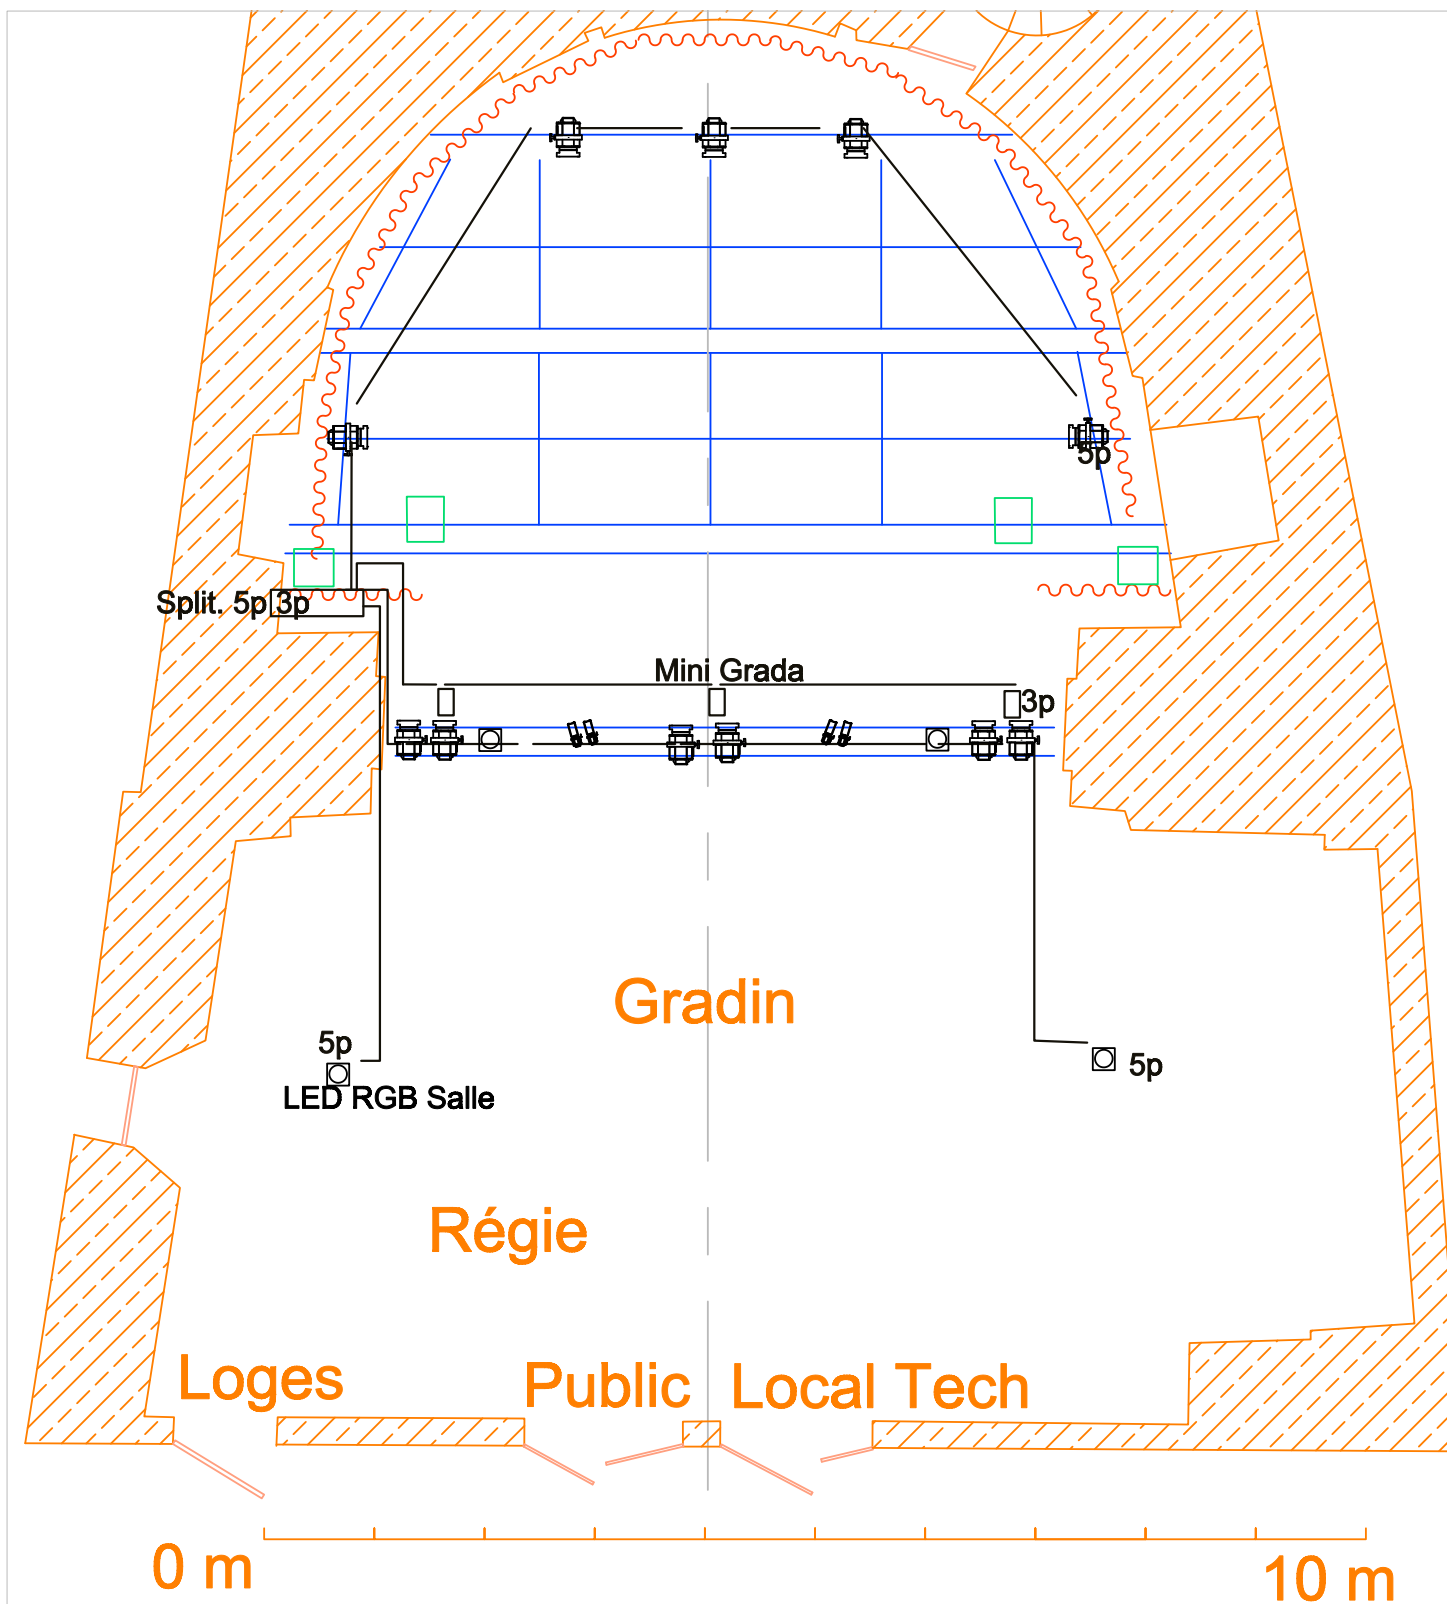 5p
Split. 5p 3p
Mini Grada
3p
Gradin
5p
5p
LED RGB Salle
Régie
Loges
Public
Local Tech
0 m
10 m